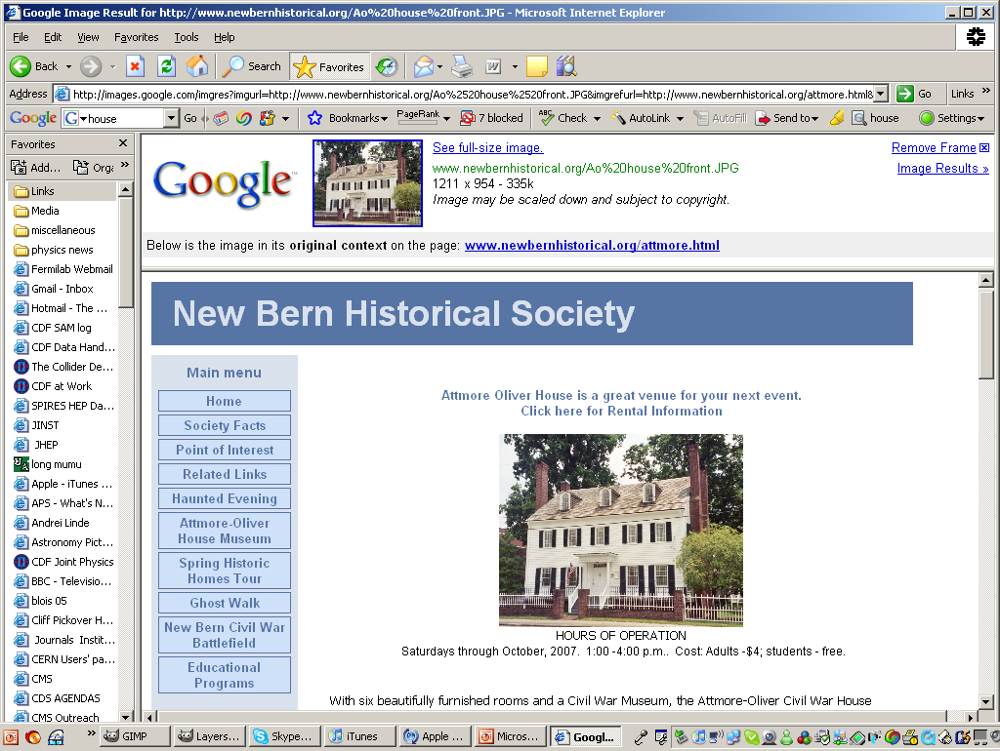 Google Image Result for http://www.newbernhistorical.org/Ao%20house%20front.JPG - Microsoft Internet Explorer
File Edit View Favorites Tools Help
Back Search Favorites
Address http://images.google.com/imgres?imgurl=http://www.newbernhistorical.org/Ao%2520house%2520front.JPG&imgrefurl=http://www.newbernhistorical.org/attmore.html& Go Links »
Google G house Go Bookmarks PageRank 7 blocked Check AutoLink AutoFill Send to house Settings
Favorites
Add... Orga »
Links
Media
miscellaneous
physics news
Fermilab Webmail
Gmail - Inbox
Hotmail - The ...
CDF SAM log
CDF Data Hand...
The Collider De...
CDF at Work
SPIRES HEP Da...
JINST
JHEP
long mumu
Apple - iTunes ...
APS - What's N...
Andrei Linde
Astronomy Pict...
CDF Joint Physics
BBC - Televisio...
blois 05
Cliff Pickover H...
Journals Instit...
CERN Users' pa...
CMS
CDS AGENDAS
CMS Outreach
Google™
See full-size image.
www.newbernhistorical.org/Ao%20house%20front.JPG
1211 x 954 - 335k
Image may be scaled down and subject to copyright.
Remove Frame
Image Results »
Below is the image in its original context on the page: www.newbernhistorical.org/attmore.html
New Bern Historical Society
Main menu
Home
Society Facts
Point of Interest
Related Links
Haunted Evening
Attmore-Oliver
House Museum
Spring Historic
Homes Tour
Ghost Walk
New Bern Civil War
Battlefield
Educational
Programs
Attmore Oliver House is a great venue for your next event.
Click here for Rental Information
HOURS OF OPERATION
Saturdays through October, 2007. 1:00 -4:00 p.m.. Cost: Adults -$4; students - free.
With six beautifully furnished rooms and a Civil War Museum, the Attmore-Oliver Civil War House
» GIMP Layers... Skype... iTunes Apple ... Micros... Googl...